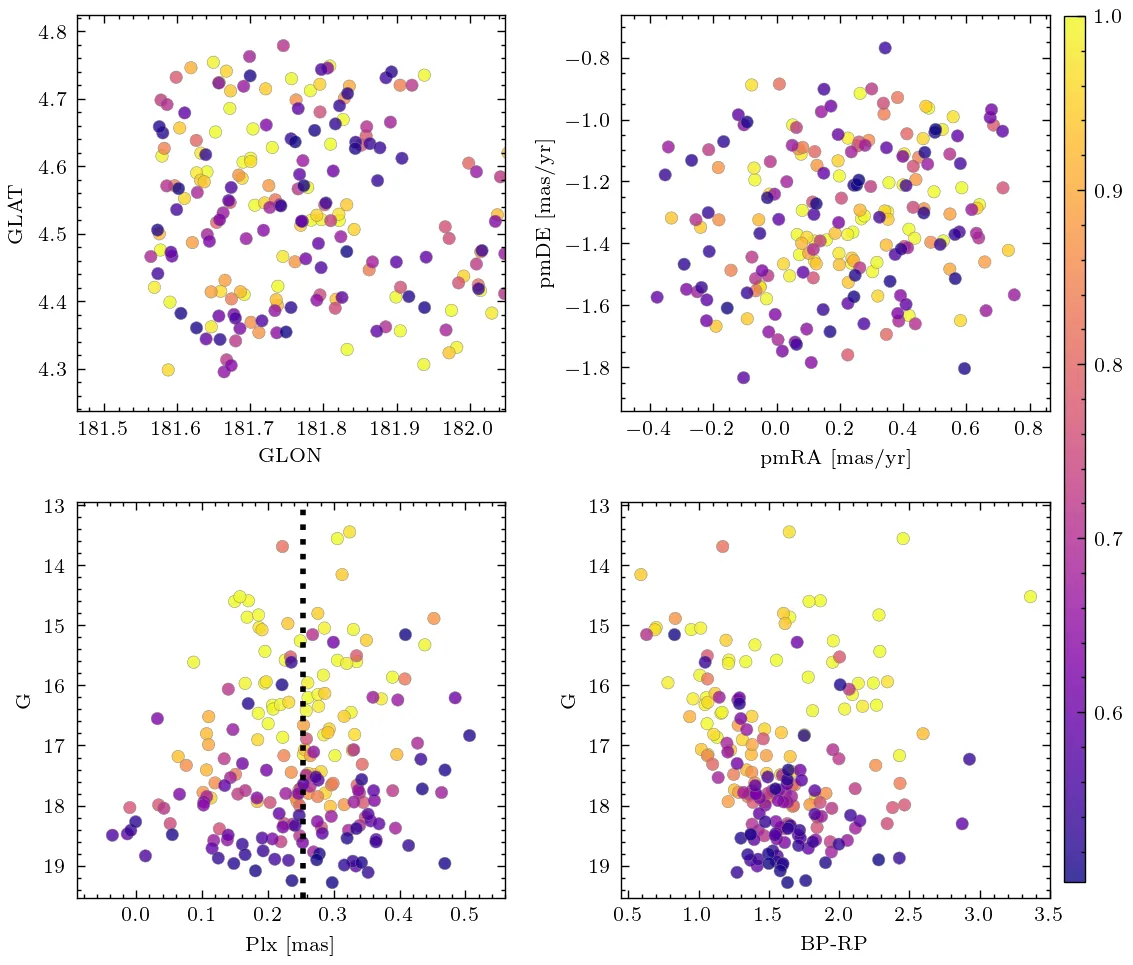 4.8
4.7
4.6
4.5
4.4
4.3
GLAT
181.5 181.6 181.7 181.8 181.9 182.0
GLON
−0.8
−1.0
−1.2
−1.4
−1.6
−1.8
pmDE [mas/yr]
−0.4 −0.2 0.0 0.2 0.4 0.6 0.8
pmRA [mas/yr]
1.0
0.9
0.8
0.7
0.6
13
14
15
16
17
18
19
G
0.0 0.1 0.2 0.3 0.4 0.5
Plx [mas]
13
14
15
16
17
18
19
G
0.5 1.0 1.5 2.0 2.5 3.0 3.5
BP-RP